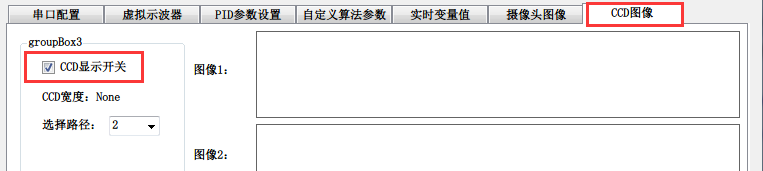 串口配置 虚拟示波器 PID参数设置 自定义算法参数 实时变量值 摄像头图像 CCD图像
groupBox3
CCD显示开关
图像1：
CCD宽度：None
选择路径： 2
图像2：